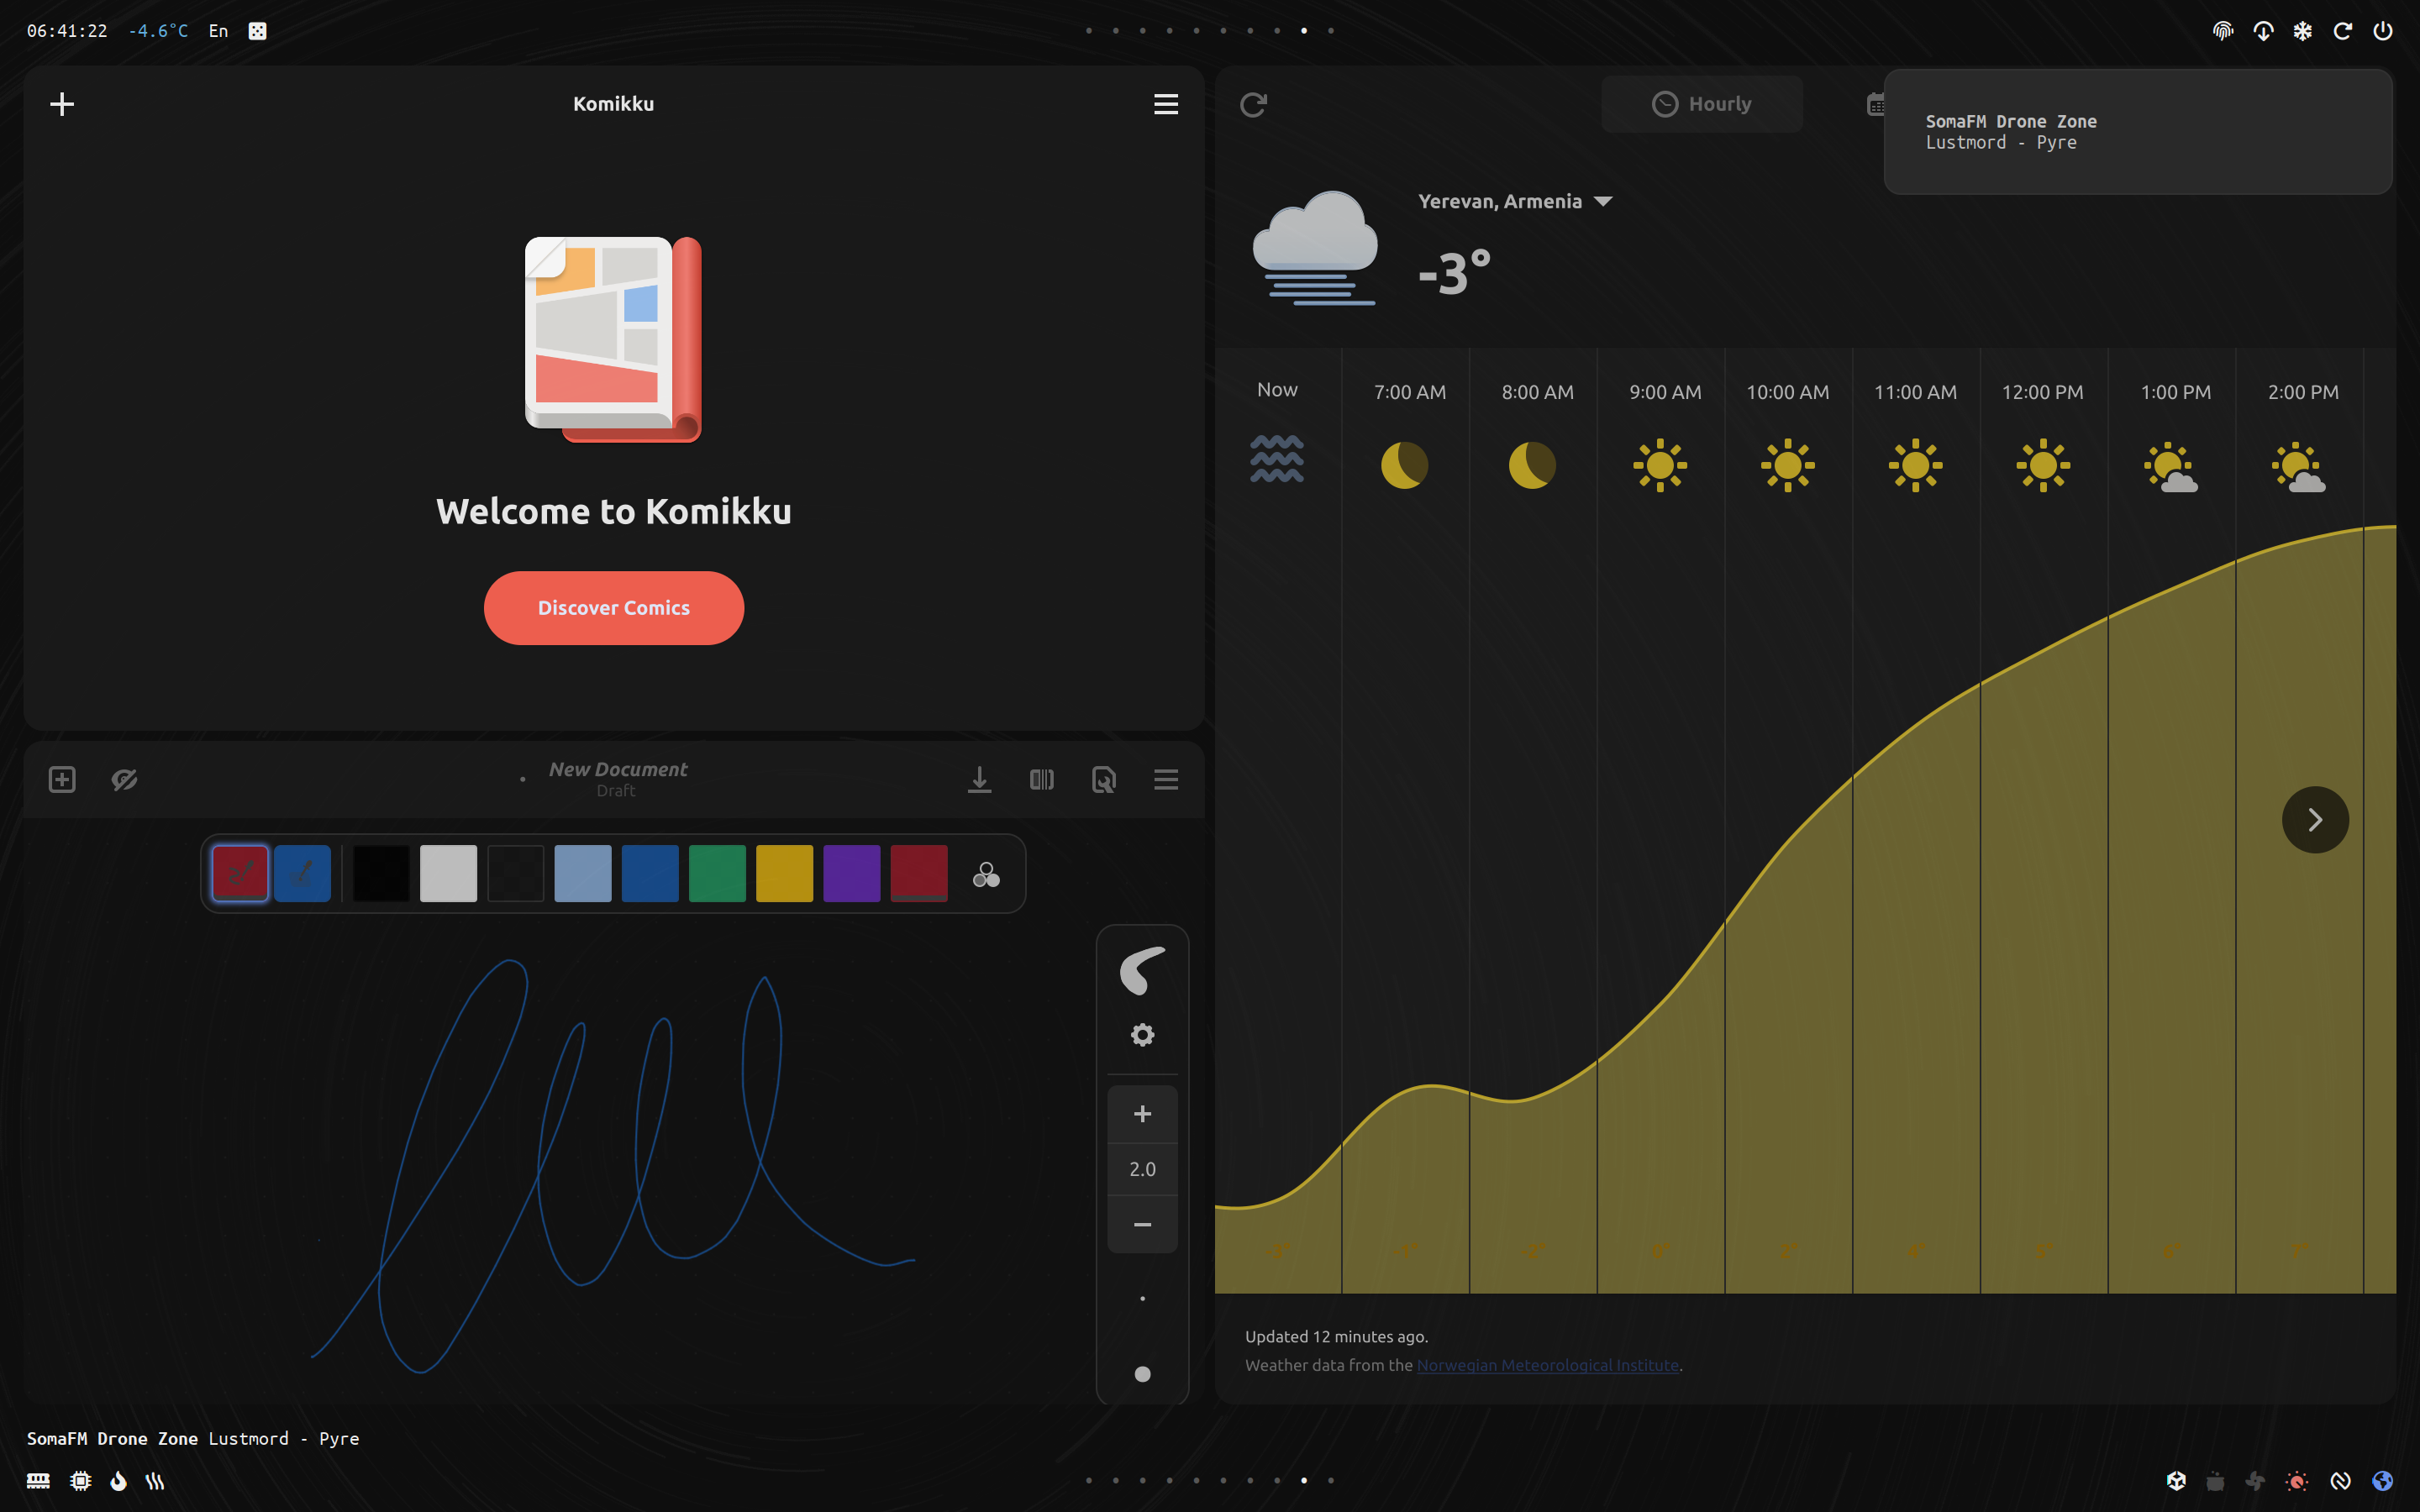 06:41:22 -4.6°C En
Komikku
Welcome to Komikku
Discover Comics
New Document
Draft
2.0
Hourly
SomaFM Drone Zone
Lustmord - Pyre
Yerevan, Armenia
-3°
Now 7:00 AM 8:00 AM 9:00 AM 10:00 AM 11:00 AM 12:00 PM 1:00 PM 2:00 PM
Updated 12 minutes ago.
Weather data from the Norwegian Meteorological Institute.
SomaFM Drone Zone Lustmord - Pyre